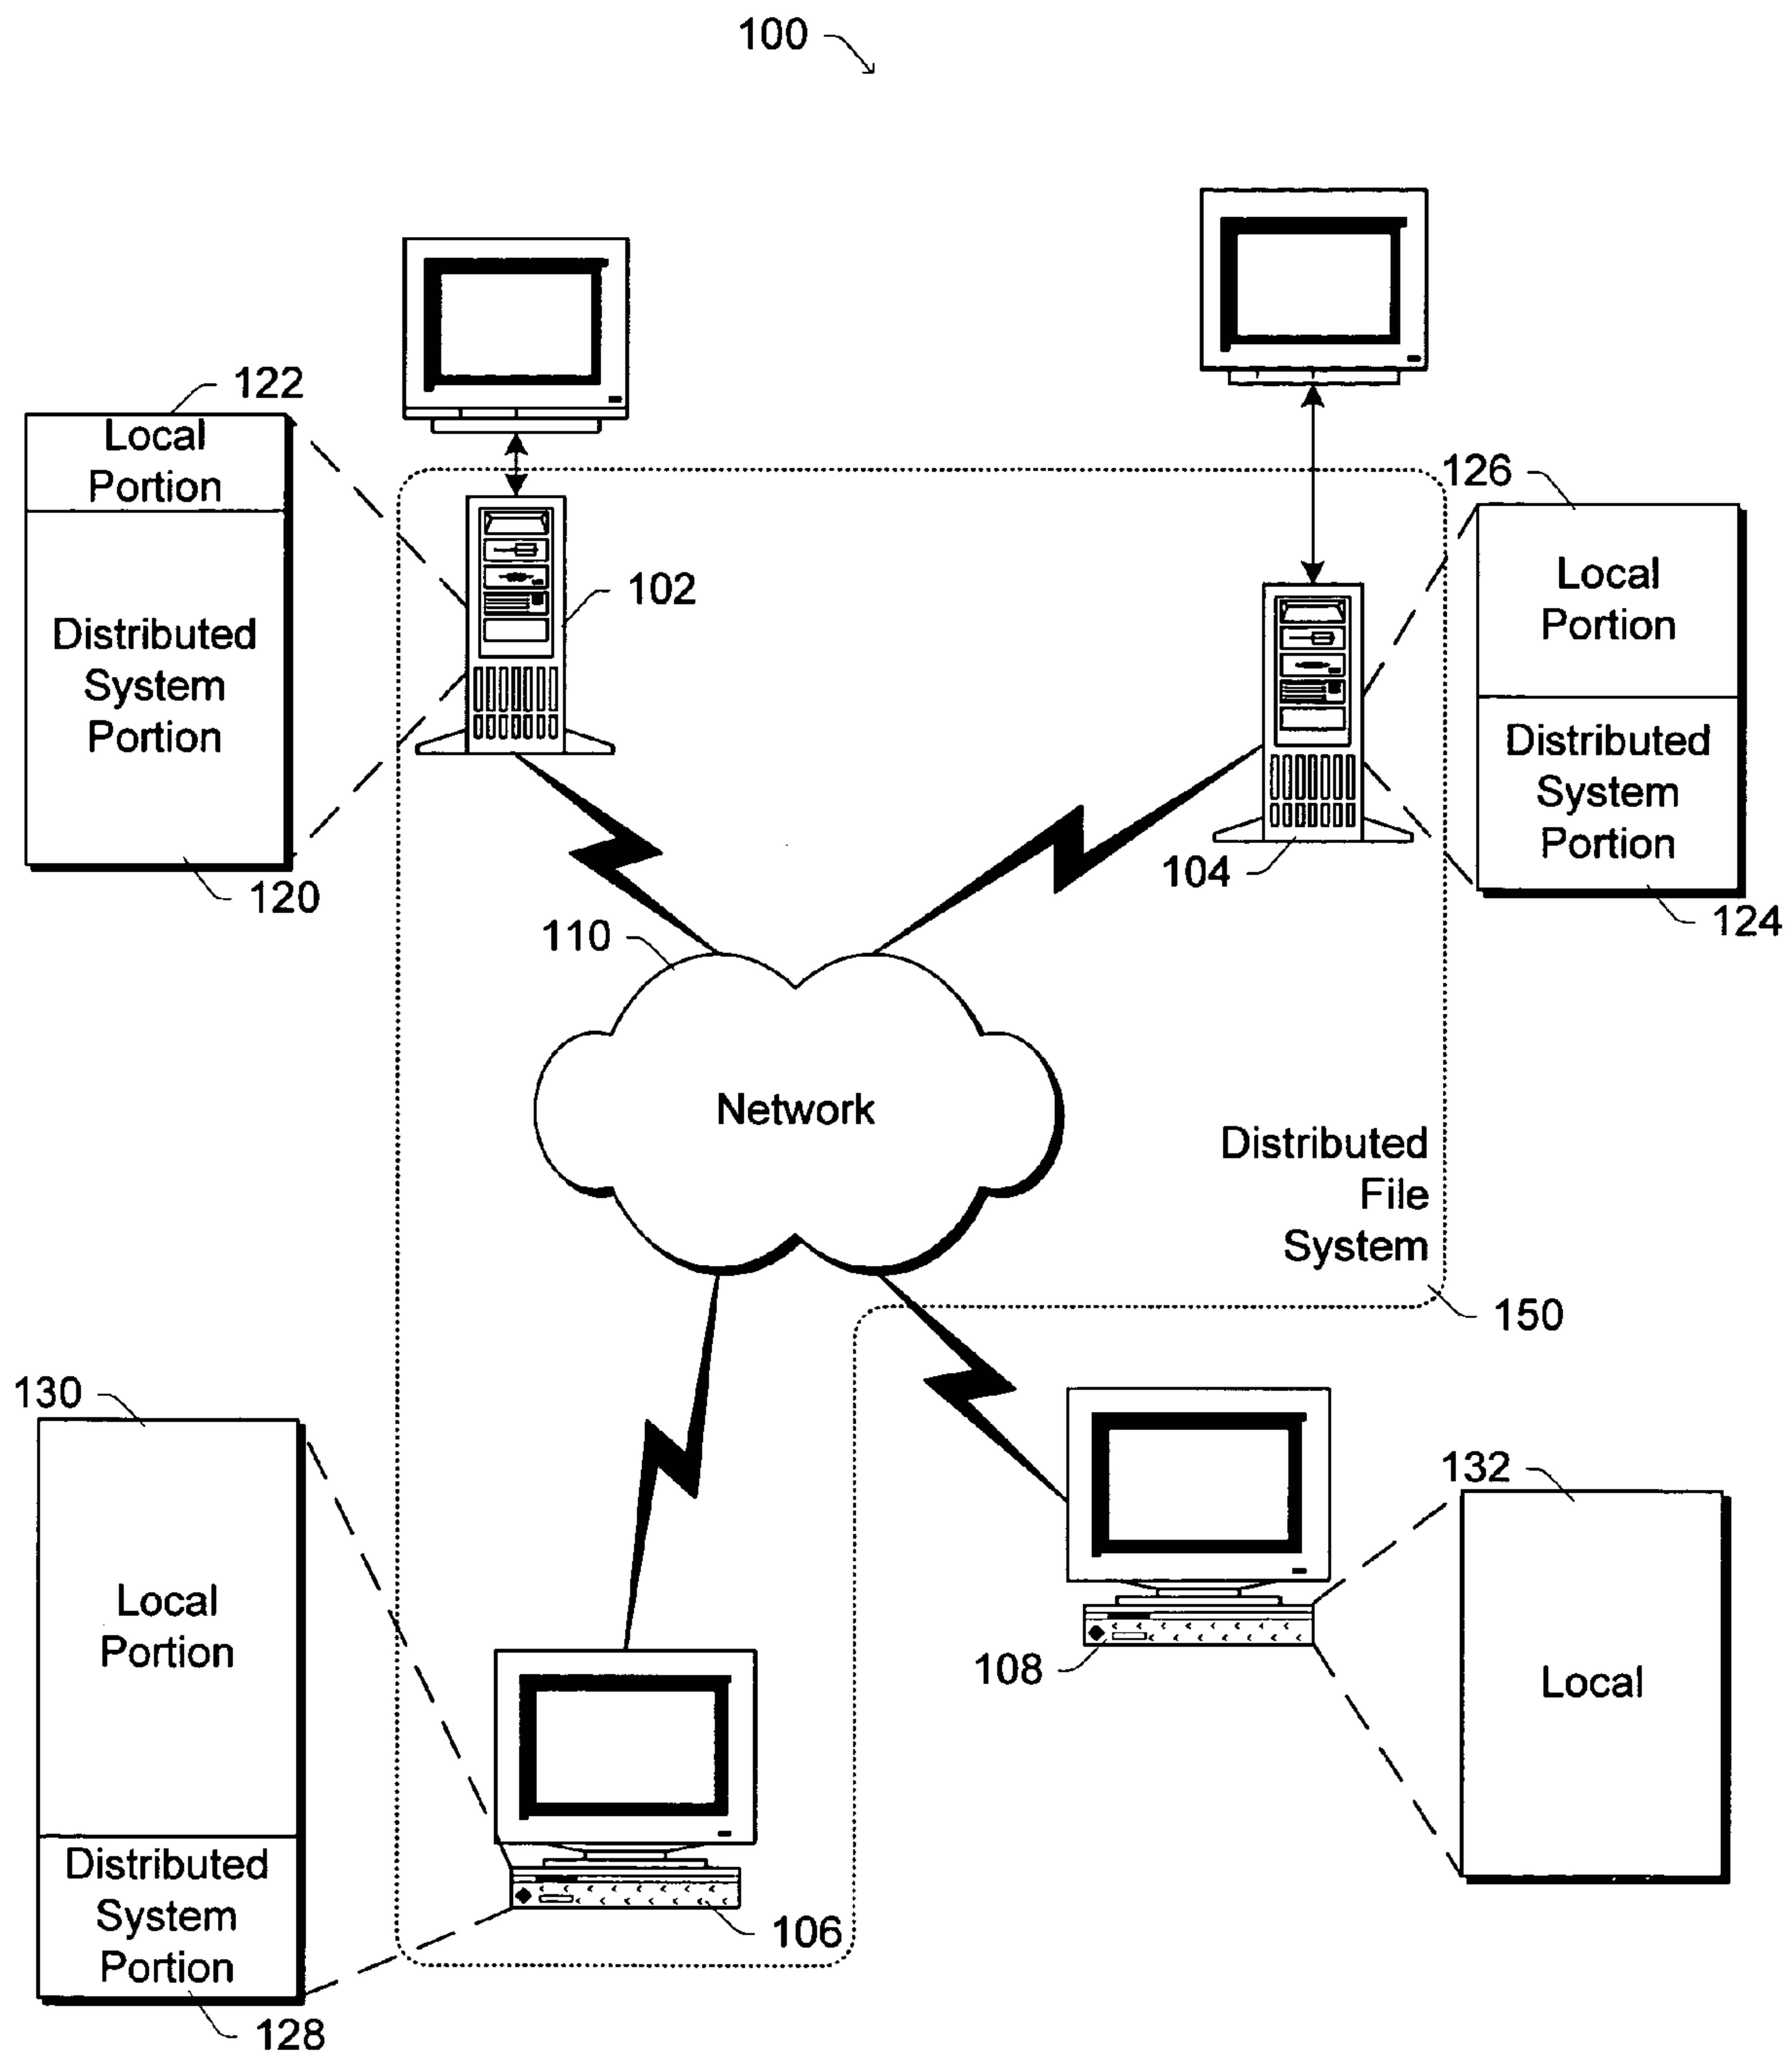 100
122
Local
Portion
Distributed
System
Portion
120
102
126
Local
Portion
Distributed
System
Portion
124
104
110
Network
Distributed
File
System
150
130
Local
Portion
Distributed
System
Portion
128
106
108
132
Local